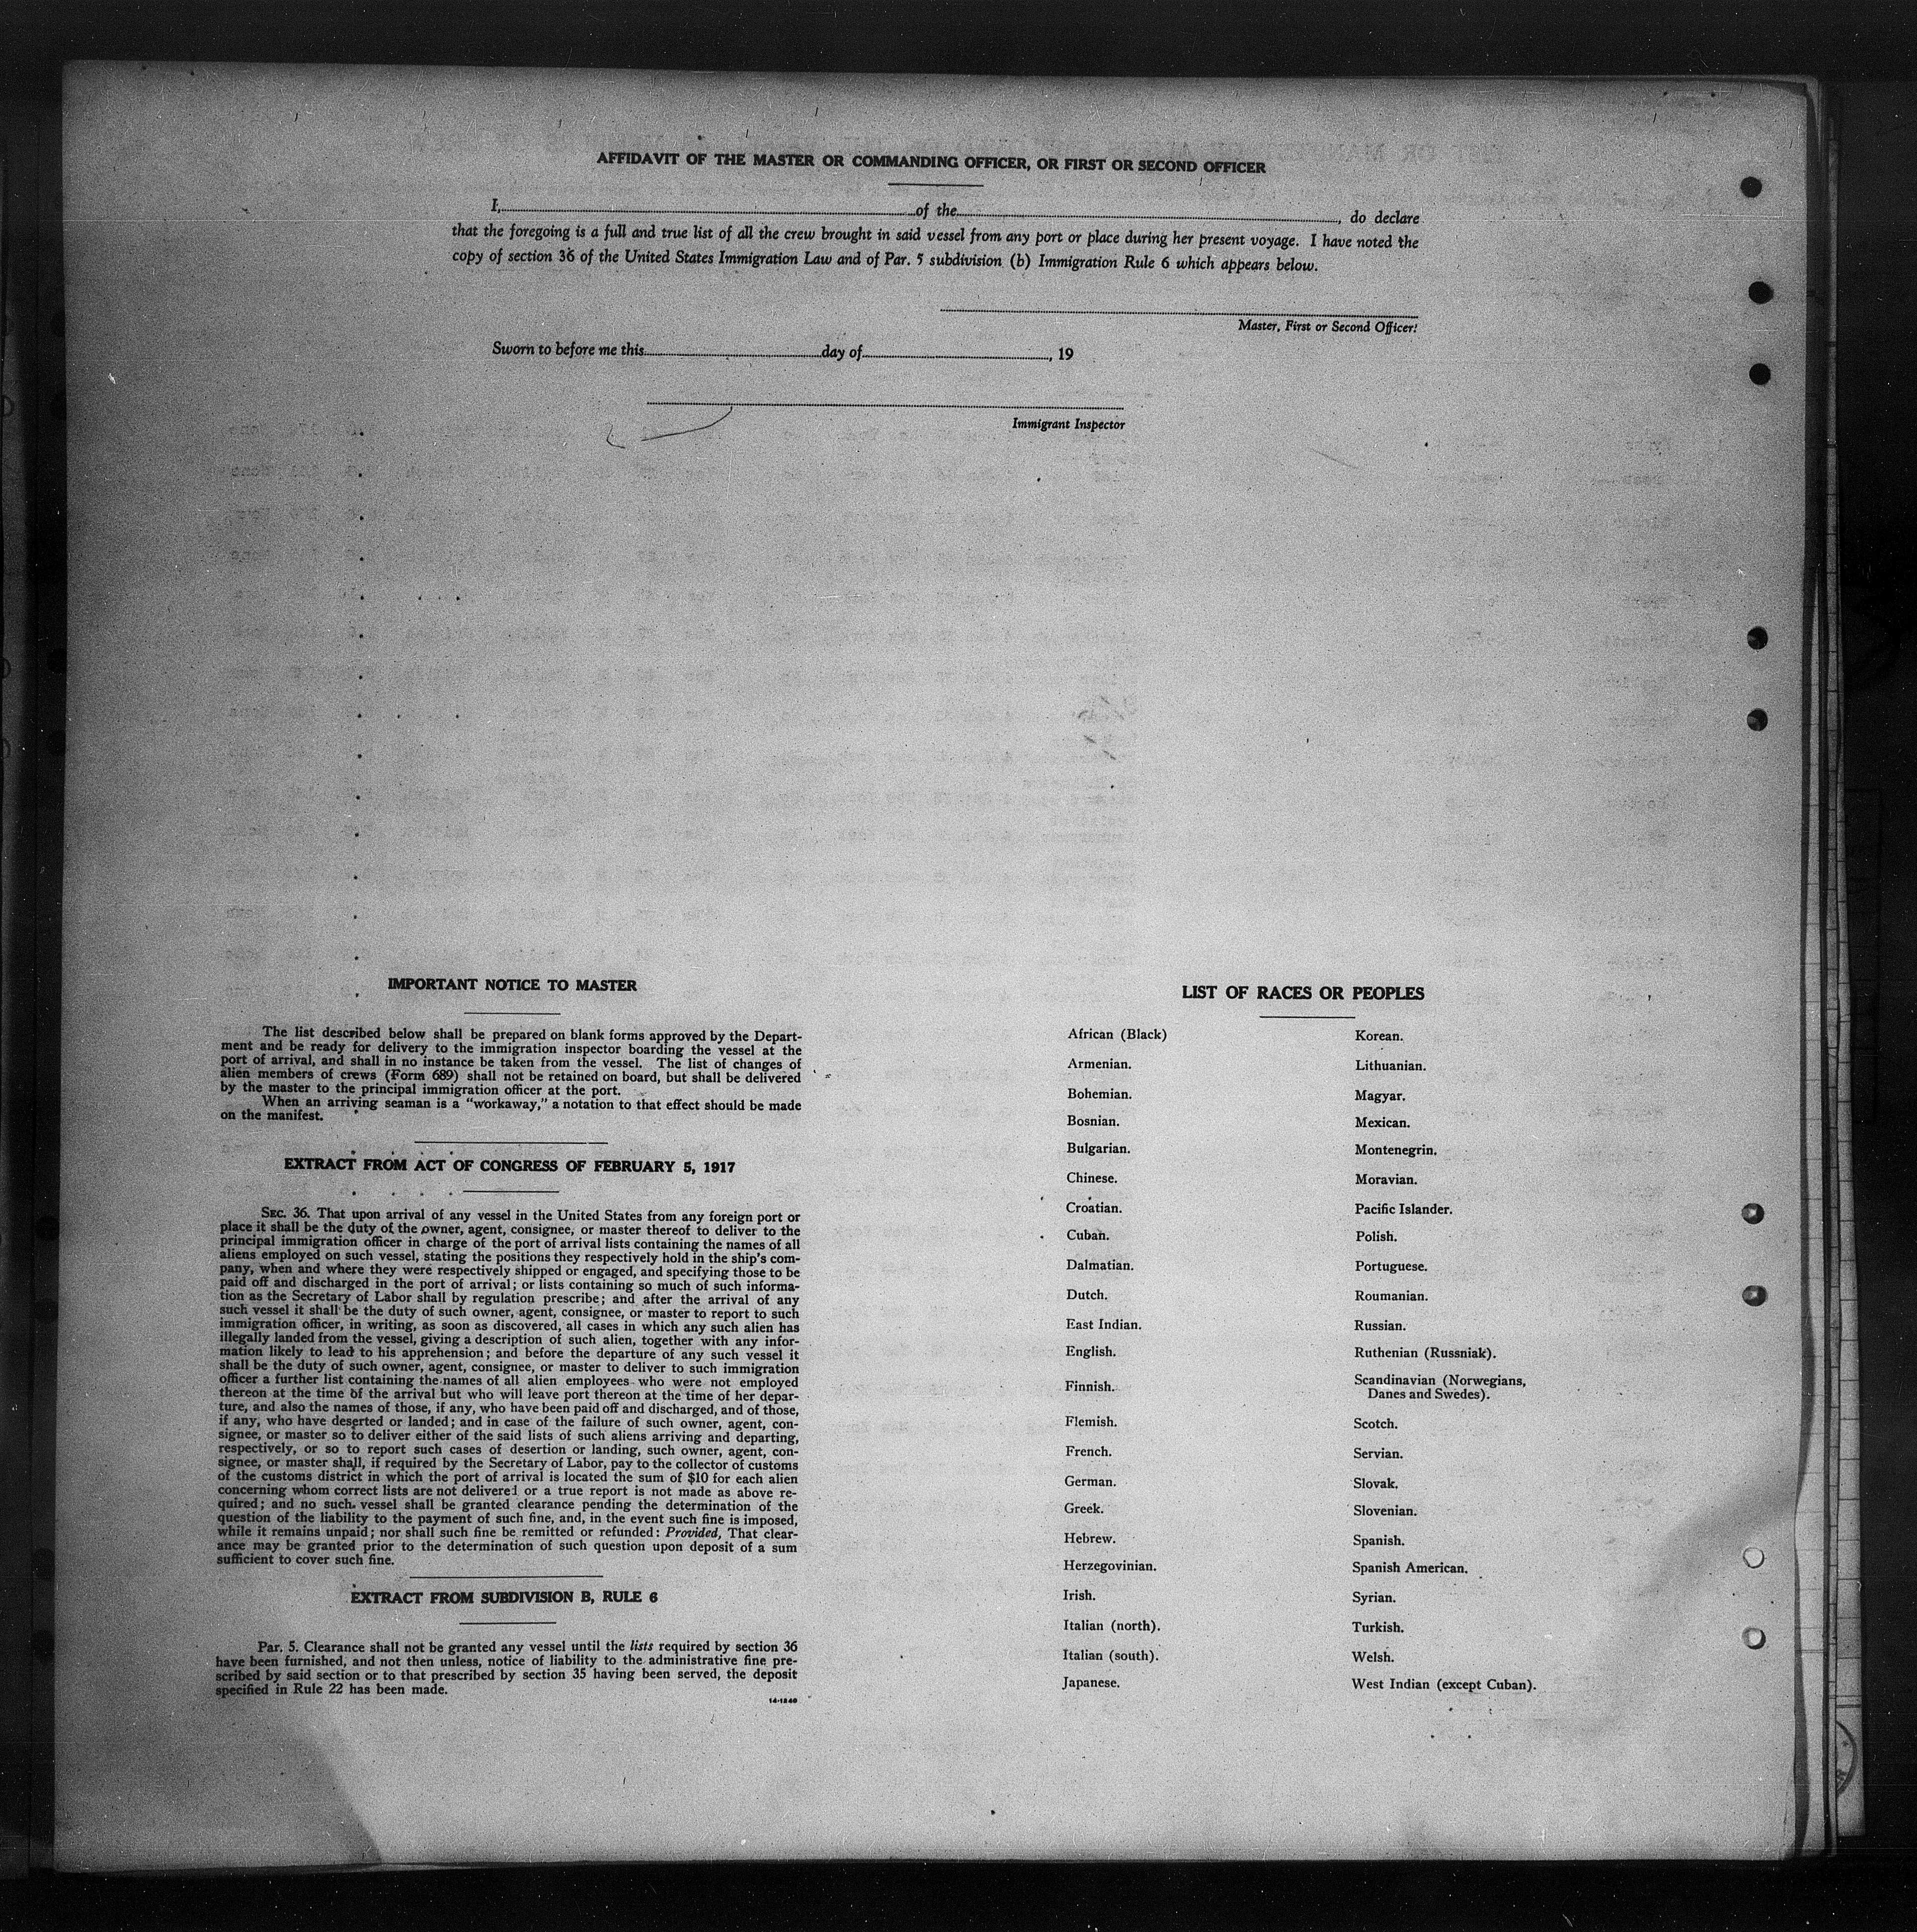 AFFIDAVIT OF THE MASTER OR COMMANDING OFFICER, OR FIRST OR SECOND OFFICER
I, of the , do declare
that the foregoing is a full and true list of all the crew brought in said vessel from any port or place during her present voyage. I have noted the
copy of section 36 of the United States Immigration Law and of Par. 5 subdivision (b) Immigration Rule 6 which appears below.
Master, First or Second Officer.
Sworn to before me this day of , 19
Immigrant Inspector
IMPORTANT NOTICE TO MASTER
The list described below shall be prepared on blank forms approved by the Depart-
ment and be ready for delivery to the immigration inspector boarding the vessel at the
port of arrival, and shall in no instance be taken from the vessel. The list of changes of
alien members of crews (Form 689) shall not be retained on board, but shall be delivered
by the master to the principal immigration officer at the port.
When an arriving seaman is a "workaway," a notation to that effect should be made
on the manifest.
EXTRACT FROM ACT OF CONGRESS OF FEBRUARY 5, 1917
SEC. 36. That upon arrival of any vessel in the United States from any foreign port or
place it shall be the duty of the owner, agent, consignee, or master thereof to deliver to the
principal immigration officer in charge of the port of arrival lists containing the names of all
aliens employed on such vessel, stating the positions they respectively hold in the ship's com-
pany, when and where they were respectively shipped or engaged, and specifying those to be
paid off and discharged in the port of arrival; or lists containing so much of such informa-
tion as the Secretary of Labor shall by regulation prescribe; and after the arrival of any
such vessel it shall be the duty of such owner, agent, consignee, or master to report to such
immigration officer, in writing, as soon as discovered, all cases in which any such alien has
illegally landed from the vessel, giving a description of such alien, together with any infor-
mation likely to lead to his apprehension; and before the departure of any such vessel it
shall be the duty of such owner, agent, consignee, or master to deliver to such immigration
officer a further list containing the names of all alien employees who were not employed
thereon at the time of the arrival but who will leave port thereon at the time of her depar-
ture, and also the names of those, if any, who have been paid off and discharged, and of those,
if any, who have deserted or landed; and in case of the failure of such owner, agent, con-
signee, or master so to deliver either of the said lists of such aliens arriving and departing,
respectively, or so to report such cases of desertion or landing, such owner, agent, con-
signee, or master shall, if required by the Secretary of Labor, pay to the collector of customs
of the customs district in which the port of arrival is located the sum of $10 for each alien
concerning whom correct lists are not delivered or a true report is not made as above re-
quired; and no such vessel shall be granted clearance pending the determination of the
question of the liability to the payment of such fine, and, in the event such fine is imposed,
while it remains unpaid; nor shall such fine be remitted or refunded: Provided, That clear-
ance may be granted prior to the determination of such question upon deposit of a sum
sufficient to cover such fine.
EXTRACT FROM SUBDIVISION B, RULE 6
Par. 5. Clearance shall not be granted any vessel until the lists required by section 36
have been furnished, and not then unless, notice of liability to the administrative fine pre-
scribed by said section or to that prescribed by section 35 having been served, the deposit
specified in Rule 22 has been made.
14-1240
LIST OF RACES OR PEOPLES
African (Black)
Armenian.
Bohemian.
Bosnian.
Bulgarian.
Chinese.
Croatian.
Cuban.
Dalmatian.
Dutch.
East Indian.
English.
Finnish.
Flemish.
French.
German.
Greek.
Hebrew.
Herzegovinian.
Irish.
Italian (north).
Italian (south).
Japanese.
Korean.
Lithuanian.
Magyar.
Mexican.
Montenegrin.
Moravian.
Pacific Islander.
Polish.
Portuguese.
Roumanian.
Russian.
Ruthenian (Russniak).
Scandinavian (Norwegians,
Danes and Swedes).
Scotch.
Servian.
Slovak.
Slovenian.
Spanish.
Spanish American.
Syrian.
Turkish.
Welsh.
West Indian (except Cuban).